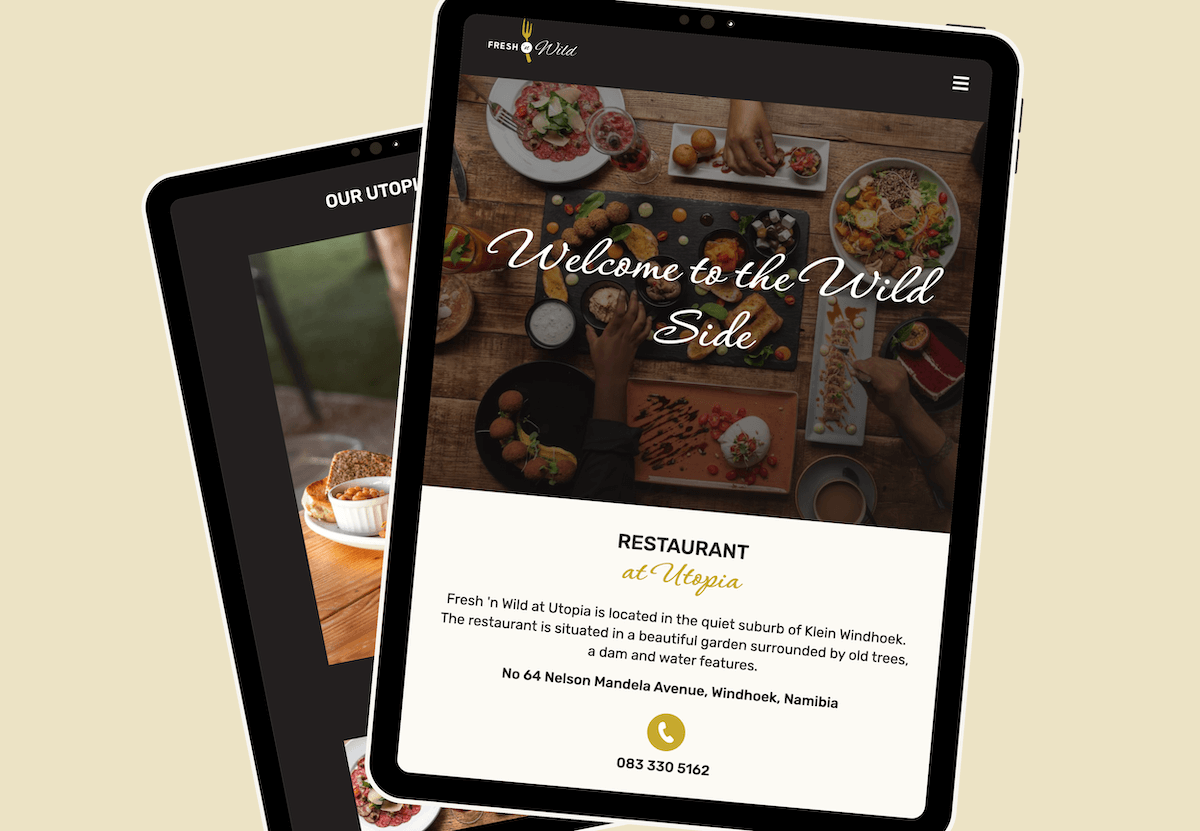 FRESH 'n' Wild
OUR UTOPI
Welcome to the Wild
Side
RESTAURANT
at Utopia
Fresh 'n Wild at Utopia is located in the quiet suburb of Klein Windhoek.
The restaurant is situated in a beautiful garden surrounded by old trees,
a dam and water features.
No 64 Nelson Mandela Avenue, Windhoek, Namibia
083 330 5162